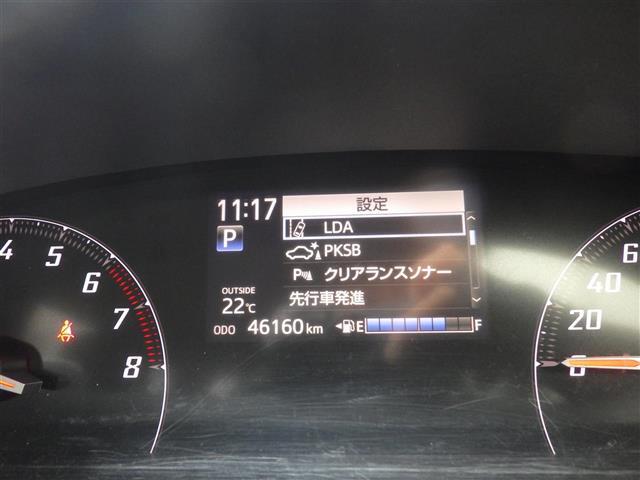 11:17
設定
LDA
P
PKSB
P クリアランスソナー
OUTSIDE
22℃
先行車発進
ODO 46160 km
E F
4
5
6
7
8
60
40
20
0